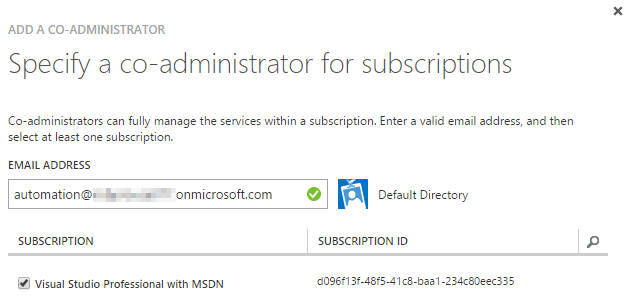 ADD A CO-ADMINISTRATOR
Specify a co-administrator for subscriptions
Co-administrators can fully manage the services within a subscription. Enter a valid email address, and then
select at least one subscription.
EMAIL ADDRESS
automation@ onmicrosoft.com
Default Directory
SUBSCRIPTION SUBSCRIPTION ID
Visual Studio Professional with MSDN d096f13f-48f5-41c8-baa1-234c80eec335